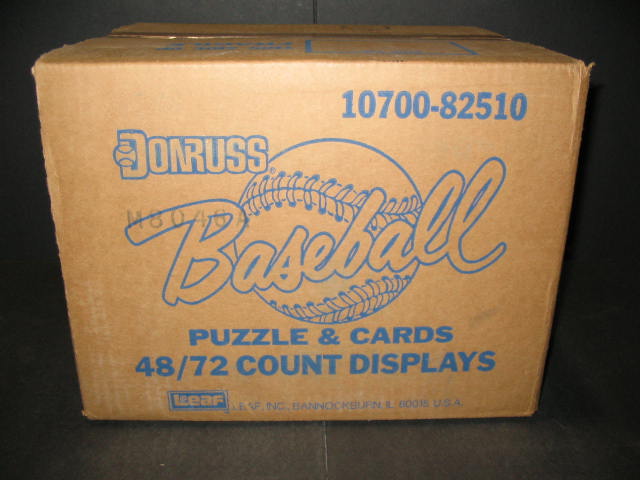 10700-82510
DONRUSS
Baseball
PUZZLE & CARDS
48/72 COUNT DISPLAYS
Leaf LEAF, INC., BANNOCKBURN, IL 60015 U.S.A.